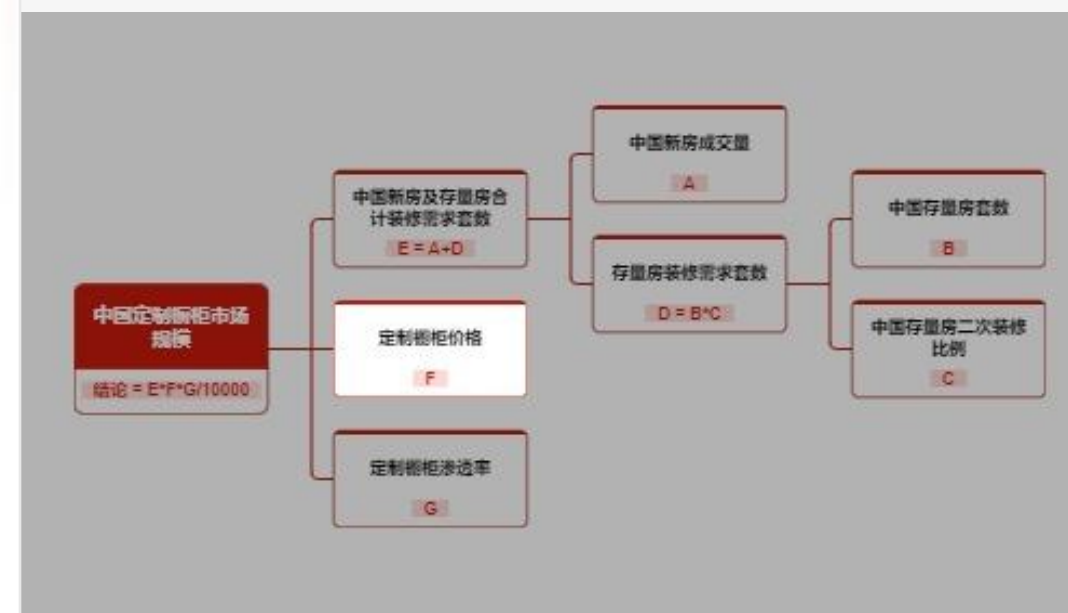 中国定制橱柜市场
规模
结论 = E*F*G/10000
中国新房及存量房合
计装修需求套数
E = A+D
定制橱柜价格
F
定制橱柜渗透率
G
中国新房成交量
A
存量房装修需求套数
D = B*C
中国存量房套数
B
中国存量房二次装修
比例
C